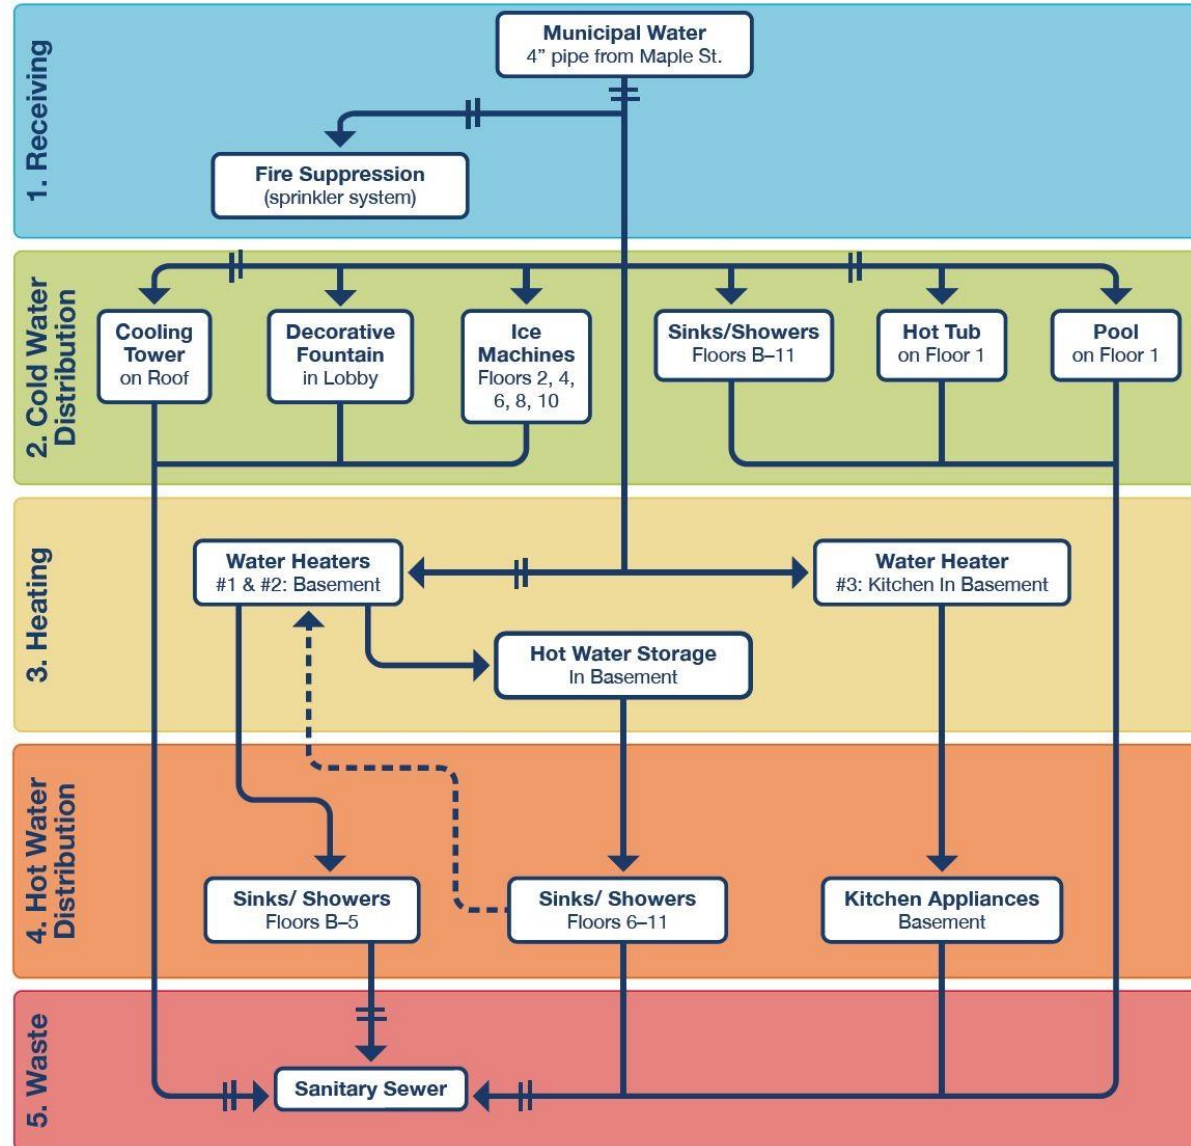 1. Receiving
Municipal Water
4” pipe from Maple St.
Fire Suppression
(sprinkler system)
2. Cold Water
Distribution
Cooling
Tower
on Roof
Decorative
Fountain
in Lobby
Ice
Machines
Floors 2, 4,
6, 8, 10
Sinks/Showers
Floors B–11
Hot Tub
on Floor 1
Pool
on Floor 1
3. Heating
Water Heaters
#1 & #2: Basement
Water Heater
#3: Kitchen In Basement
Hot Water Storage
In Basement
4. Hot Water
Distribution
Sinks/ Showers
Floors B–5
Sinks/ Showers
Floors 6–11
Kitchen Appliances
Basement
5. Waste
Sanitary Sewer